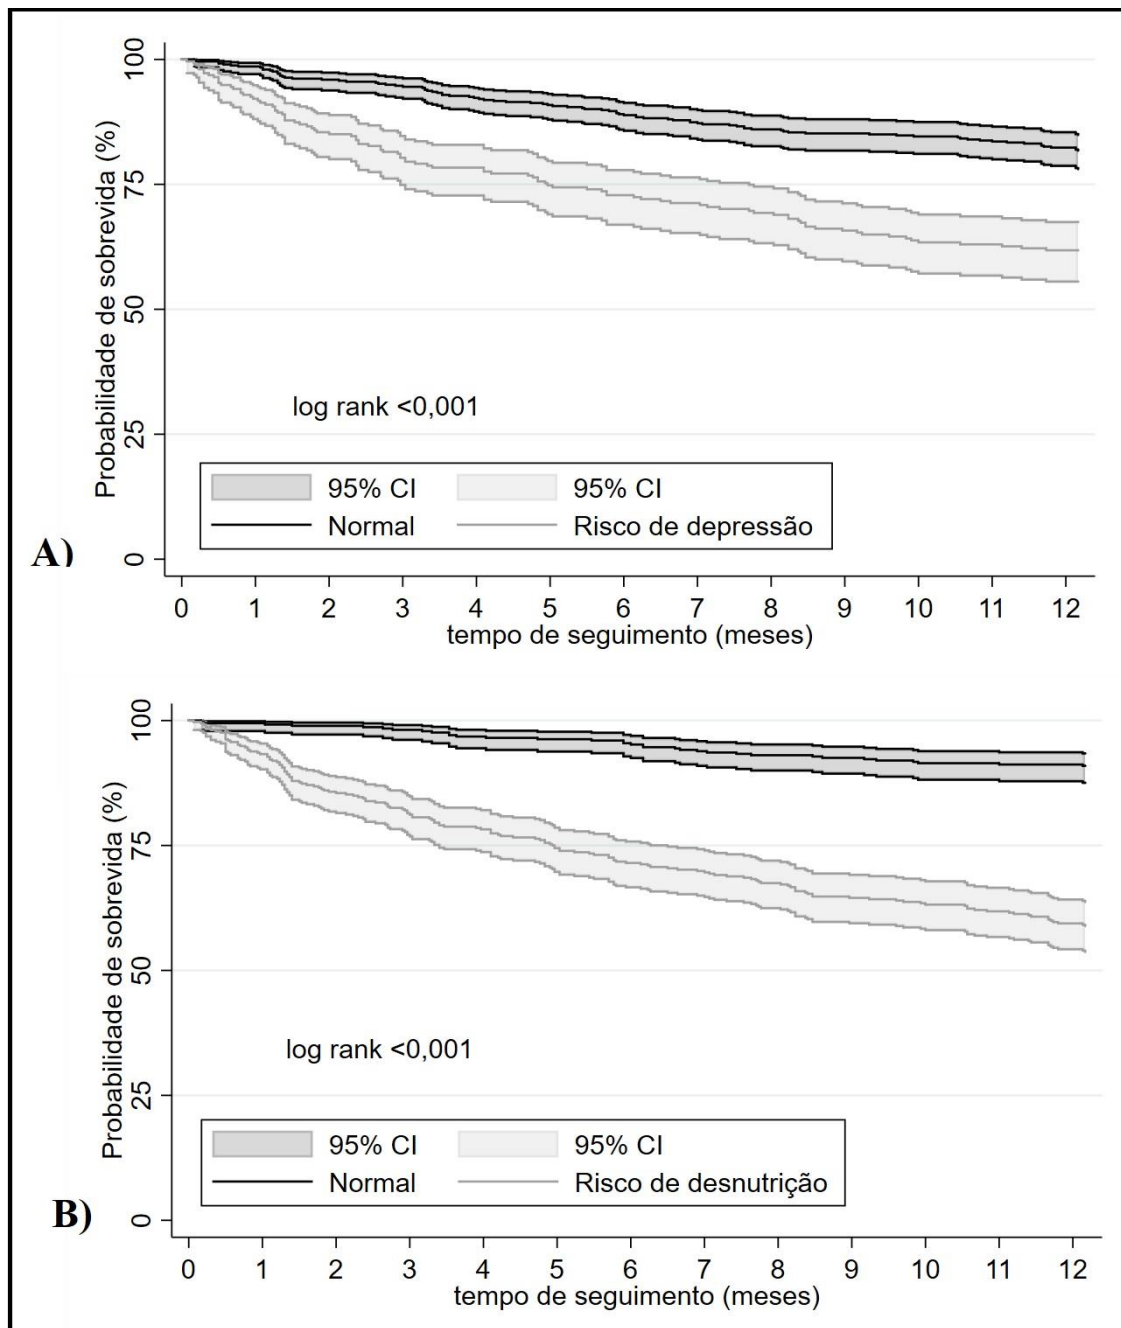 100
75
50
25
0
Probabilidade de sobrevida (%)
log rank <0,001
95% CI 95% CI
Normal Risco de depressão
A)
0 1 2 3 4 5 6 7 8 9 10 11 12
tempo de seguimento (meses)
100
75
50
25
0
Probabilidade de sobrevida (%)
log rank <0,001
95% CI 95% CI
Normal Risco de desnutrição
B)
0 1 2 3 4 5 6 7 8 9 10 11 12
tempo de seguimento (meses)